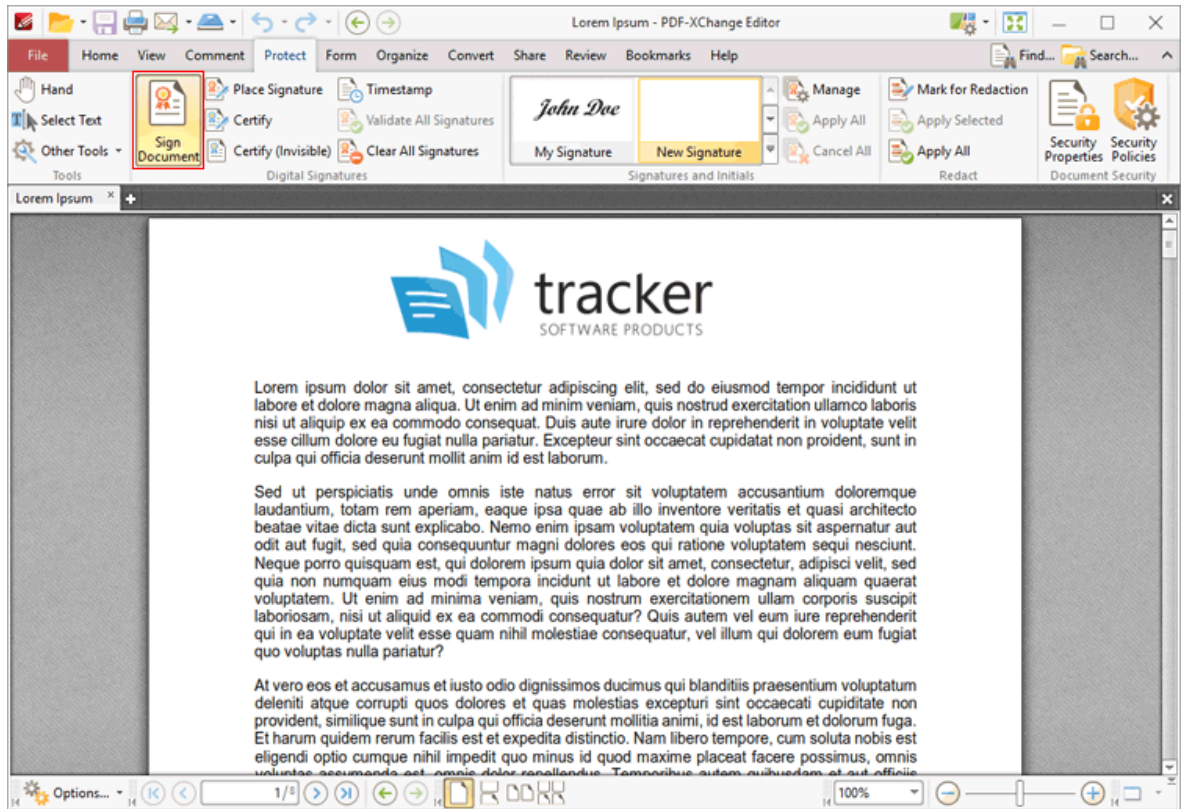 Lorem Ipsum - PDF-XChange Editor
File Home View Comment Protect Form Organize Convert Share Review Bookmarks Help Find... Search...
Hand
Select Text
Other Tools
Tools
Sign
Document
Place Signature
Certify
Certify (Invisible)
Timestamp
Validate All Signatures
Clear All Signatures
Digital Signatures
John Doe
My Signature
New Signature
Signatures and Initials
Manage
Apply All
Cancel All
Mark for Redaction
Apply Selected
Apply All
Redact
Security
Properties
Security
Policies
Document Security
Lorem Ipsum
tracker
SOFTWARE PRODUCTS
Lorem ipsum dolor sit amet, consectetur adipiscing elit, sed do eiusmod tempor incididunt ut
labore et dolore magna aliqua. Ut enim ad minim veniam, quis nostrud exercitation ullamco laboris
nisi ut aliquip ex ea commodo consequat. Duis aute irure dolor in reprehenderit in voluptate velit
esse cillum dolore eu fugiat nulla pariatur. Excepteur sint occaecat cupidatat non proident, sunt in
culpa qui officia deserunt mollit anim id est laborum.
Sed ut perspiciatis unde omnis iste natus error sit voluptatem accusantium doloremque
laudantium, totam rem aperiam, eaque ipsa quae ab illo inventore veritatis et quasi architecto
beatae vitae dicta sunt explicabo. Nemo enim ipsam voluptatem quia voluptas sit aspernatur aut
odit aut fugit, sed quia consequuntur magni dolores eos qui ratione voluptatem sequi nesciunt.
Neque porro quisquam est, qui dolorem ipsum quia dolor sit amet, consectetur, adipisci velit, sed
quia non numquam eius modi tempora incidunt ut labore et dolore magnam aliquam quaerat
voluptatem. Ut enim ad minima veniam, quis nostrum exercitationem ullam corporis suscipit
laboriosam, nisi ut aliquid ex ea commodi consequatur? Quis autem vel eum iure reprehenderit
qui in ea voluptate velit esse quam nihil molestiae consequatur, vel illum qui dolorem eum fugiat
quo voluptas nulla pariatur?
At vero eos et accusamus et iusto odio dignissimos ducimus qui blanditiis praesentium voluptatum
deleniti atque corrupti quos dolores et quas molestias excepturi sint occaecati cupiditate non
provident, similique sunt in culpa qui officia deserunt mollitia animi, id est laborum et dolorum fuga.
Et harum quidem rerum facilis est et expedita distinctio. Nam libero tempore, cum soluta nobis est
eligendi optio cumque nihil impedit quo minus id quod maxime placeat facere possimus, omnis
voluptas assumenda est, omnis dolor repellendus. Temporibus autem quibusdam et aut officiis
Options... 1/5 100%